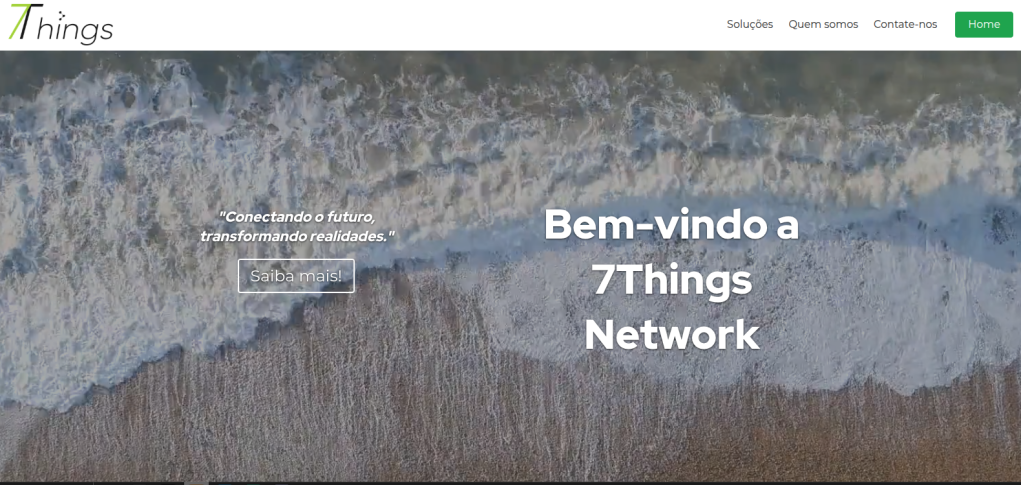 7Things
Soluções
Quem somos
Contate-nos
Home
"Conectando o futuro,
transformando realidades."
Saiba mais!
Bem-vindo a
7Things
Network